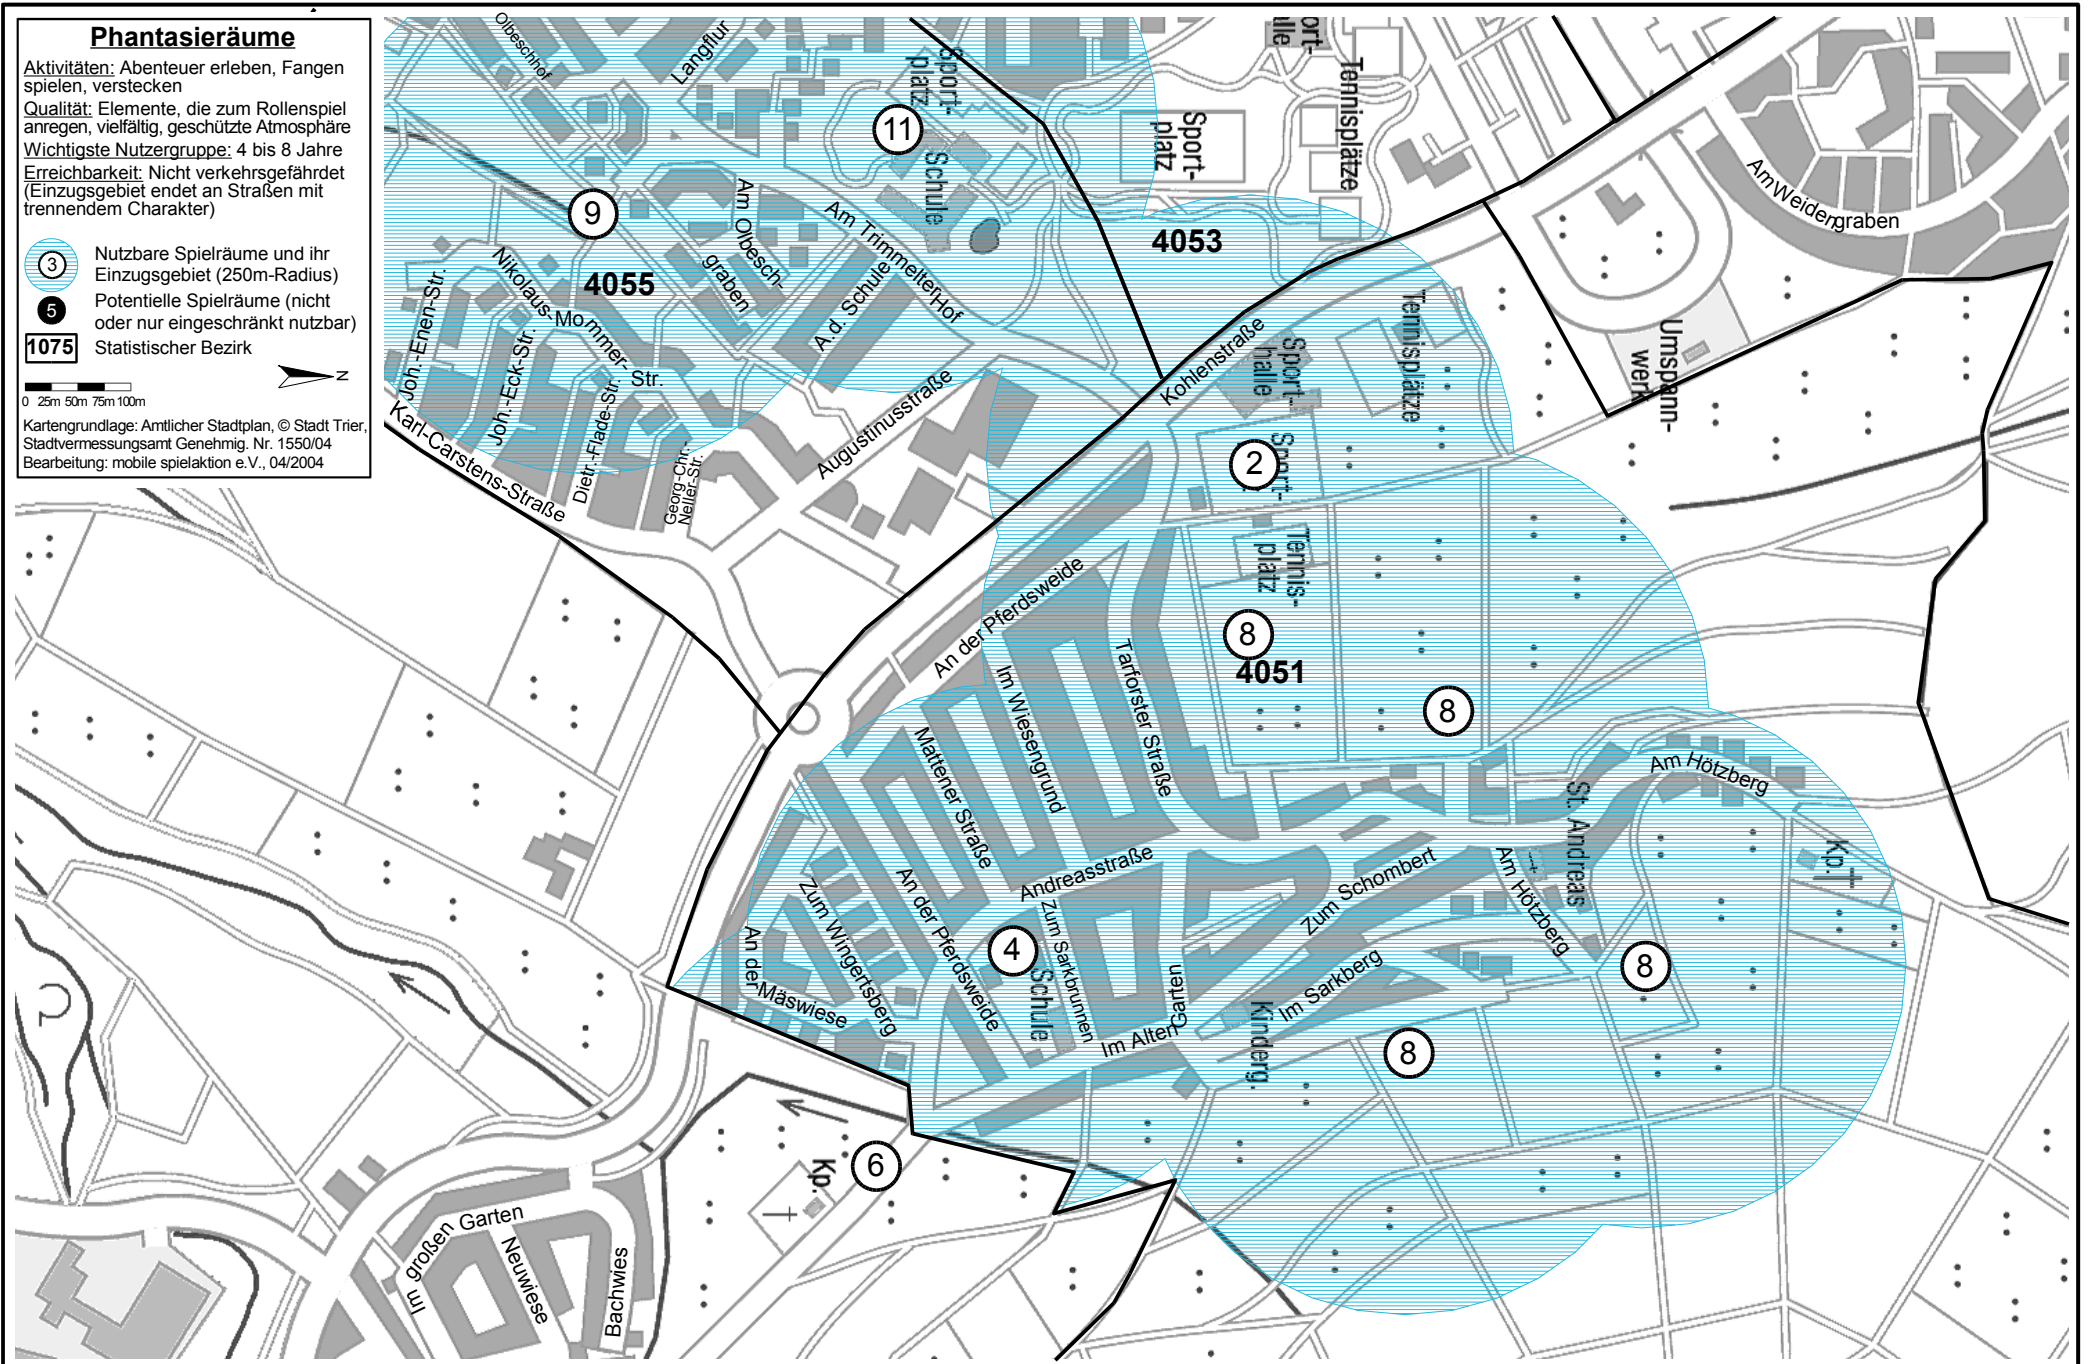 Phantasieräume
Aktivitäten: Abenteuer erleben, Fangen
spielen, verstecken
Qualität: Elemente, die zum Rollenspiel
anregen, vielfältig, geschützte Atmosphäre
Wichtigste Nutzergruppe: 4 bis 8 Jahre
Erreichbarkeit: Nicht verkehrsgefährdet
(Einzugsgebiet endet an Straßen mit
trennendem Charakter)
3
Nutzbare Spielräume und ihr
Einzugsgebiet (250m-Radius)
5
Potentielle Spielräume (nicht
oder nur eingeschränkt nutzbar)
1075 Statistischer Bezirk
N
0 25m 50m 75m 100m
Kartengrundlage: Amtlicher Stadtplan, © Stadt Trier,
Stadtvermessungsamt Genehmig. Nr. 1550/04
Bearbeitung: mobile spielaktion e.V., 04/2004
Olbeschhof
Langflur
Sport-
platz
11
Schule
Sport-
platz
Tennisplätze
Am Weidengraben
9
Am Olbesch-
graben
Am Trimmelter Hof
4053
4055
Nikolaus-Mommer-
Str.
A.d. Schule
Joh.-Enen-Str.
Joh.-Eck-Str.
Dietr.-Flade-Str.
Georg-Chr.-
Neller-Str.
Karl-Carstens-Straße
Augustinusstraße
Kohlenstraße
Sport-
halle
Tennisplätze
Umspann-
werk
2
Sport-
Tennis-
platz
8
4051
8
An der Pferdsweide
Im Wiesengrund
Tarforster Straße
Mattener Straße
Am Hötzberg
St. Andreas
Kp.
Andreasstraße
Zum Schombert
Am Hötzberg
Zum Wingertsberg
An der Pferdsweide
4
Schule
Zum Sarkbrunnen
An der
Mäswiese
Im Alten
Garten
Im Sarkberg
Kinderg.
8
8
6
Kp.
Im
großen
Garten
Neuwiese
Bachwies